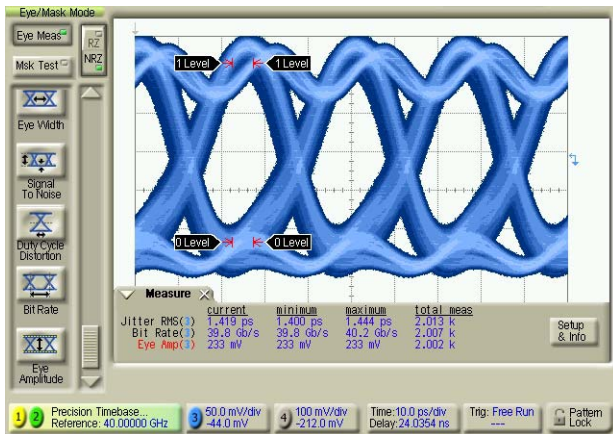 Eye/Mask Mode
Eye Meas
RZ
NRZ
Msk Test
Eye Width
Signal
To Noise
Duty Cycle
Distortion
Bit Rate
Eye
Amplitude
1 Level
1 Level
0 Level
0 Level
Measure
current minimum maximum total meas
Jitter RMS(3) 1.419 ps 1.400 ps 1.444 ps 2.013 k
Bit Rate(3) 39.8 Gb/s 39.8 Gb/s 40.2 Gb/s 2.007 k
Eye Amp(3) 233 mV 233 mV 233 mV 2.002 k
Setup
& Info
1 2 Precision Timebase...
Reference: 40.00000 GHz
3 50.0 mV/div
-44.0 mV
4 100 mV/div
-212.0 mV
Time:10.0 ps/div
Delay:24.0354 ns
Trig: Free Run
---
Pattern
Lock